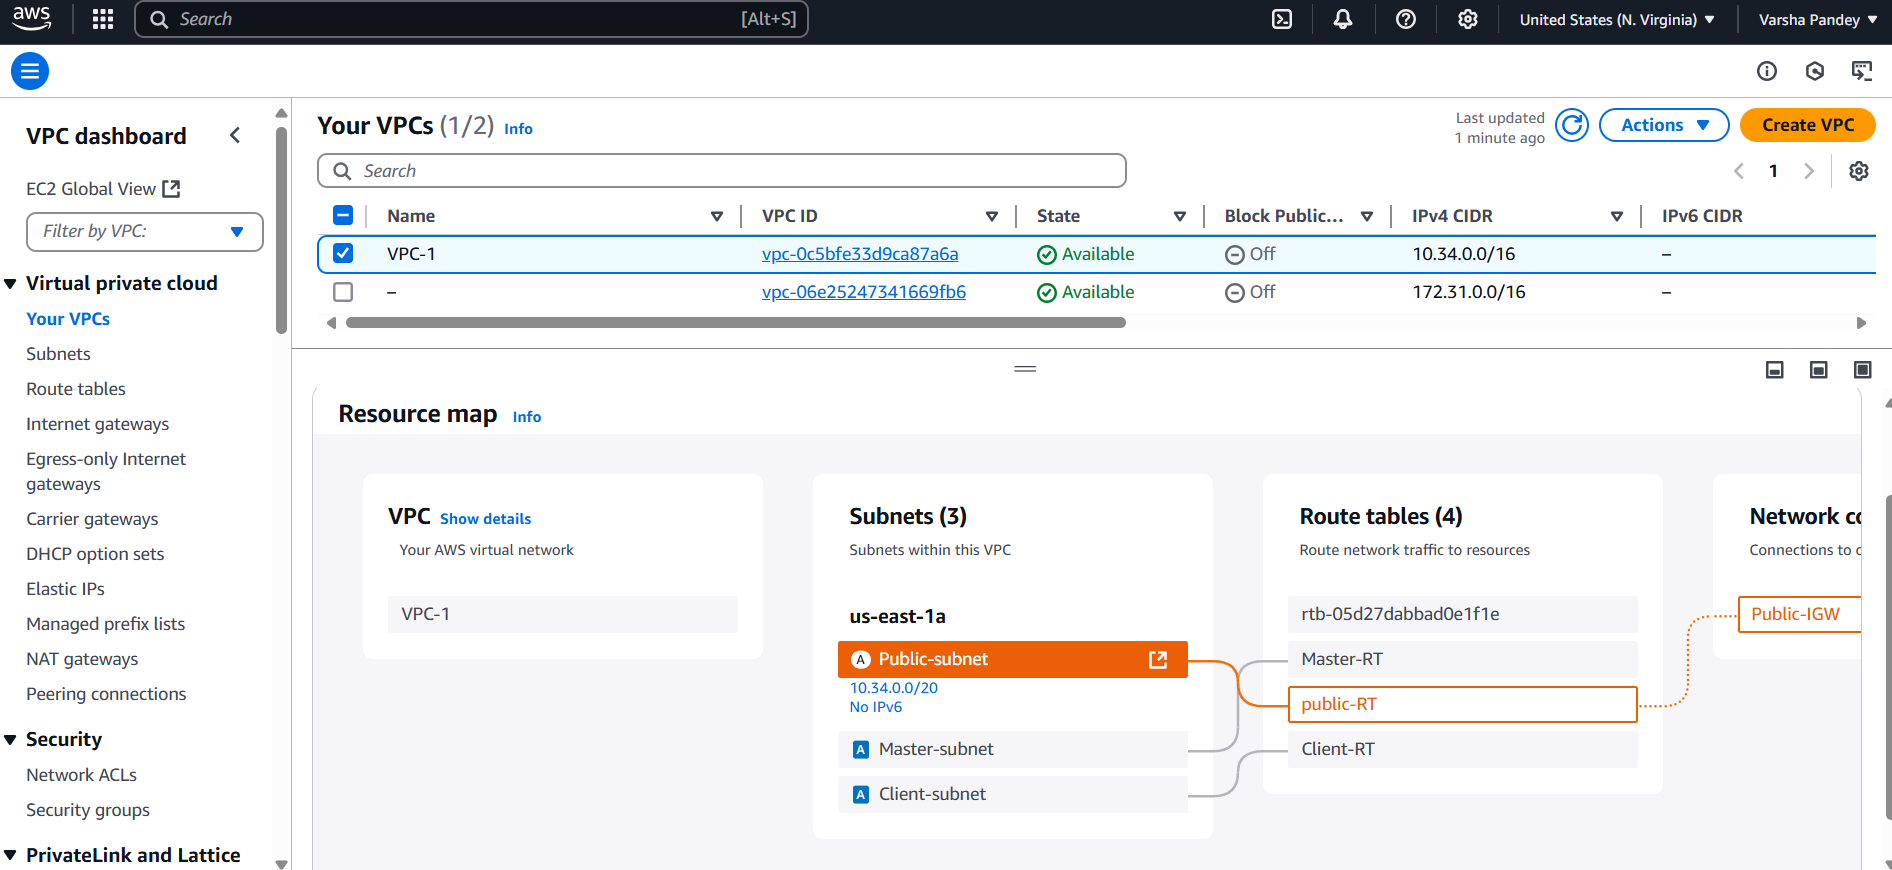 aws
Search [Alt+S]
United States (N. Virginia)
Varsha Pandey
VPC dashboard
EC2 Global View
Filter by VPC:
Virtual private cloud
Your VPCs
Subnets
Route tables
Internet gateways
Egress-only Internet
gateways
Carrier gateways
DHCP option sets
Elastic IPs
Managed prefix lists
NAT gateways
Peering connections
Security
Network ACLs
Security groups
PrivateLink and Lattice
Your VPCs (1/2) Info
Last updated
1 minute ago
Actions
Create VPC
Search
1
Name VPC ID State Block Public... IPv4 CIDR IPv6 CIDR
VPC-1 vpc-0c5bfe33d9ca87a6a Available Off 10.34.0.0/16 –
– vpc-06e25247341669fb6 Available Off 172.31.0.0/16 –
Resource map Info
VPC Show details
Your AWS virtual network
VPC-1
Subnets (3)
Subnets within this VPC
us-east-1a
A Public-subnet
10.34.0.0/20
No IPv6
A Master-subnet
A Client-subnet
Route tables (4)
Route network traffic to resources
rtb-05d27dabbad0e1f1e
Master-RT
public-RT
Client-RT
Network
Connections to
Public-IGW